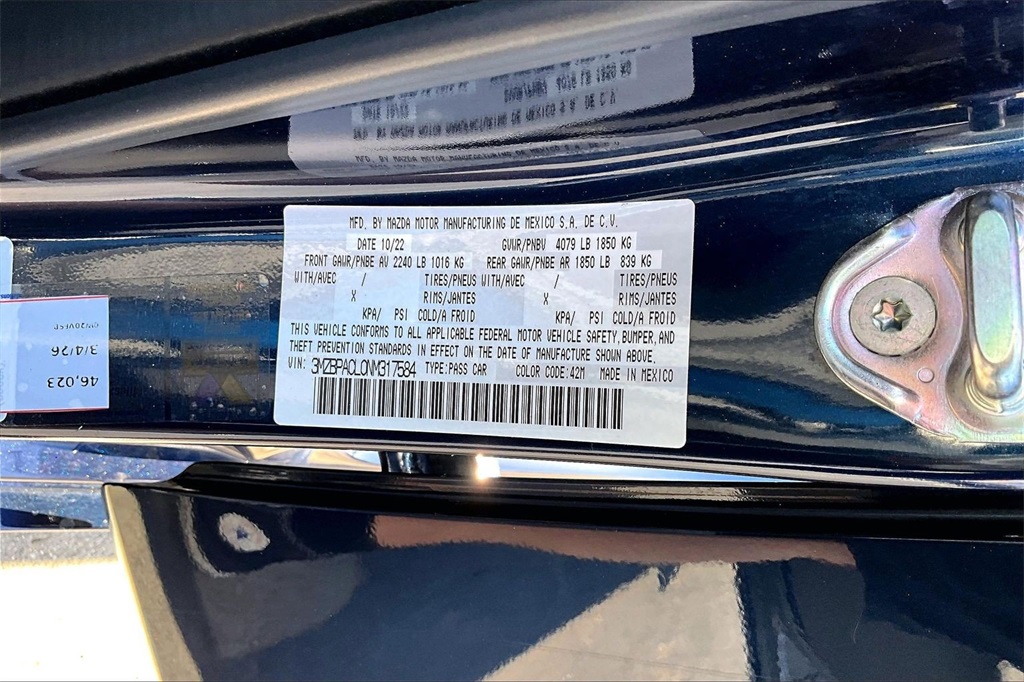 MFD. BY MAZDA MOTOR MANUFACTURING DE MEXICO S.A. DE C.V.
DATE 10/22 GVWR/PNBV 4079 LB 1850 KG
FRONT GAWR/PNBE AV 2240 LB 1016 KG REAR GAWR/PNBE AR 1850 LB 839 KG
WITH/AVEC / TIRES/PNEUS WITH/AVEC / TIRES/PNEUS
X RIMS/JANTES X RIMS/JANTES
KPA/ PSI COLD/A FROID KPA/ PSI COLD/A FROID
THIS VEHICLE CONFORMS TO ALL APPLICABLE FEDERAL MOTOR VEHICLE SAFETY, BUMPER, AND
THEFT PREVENTION STANDARDS IN EFFECT ON THE DATE OF MANUFACTURE SHOWN ABOVE.
VIN: 3MZBPACL0NM317584 TYPE:PASS CAR COLOR CODE:42M MADE IN MEXICO
46,023
3/4/26
0W20VFSP